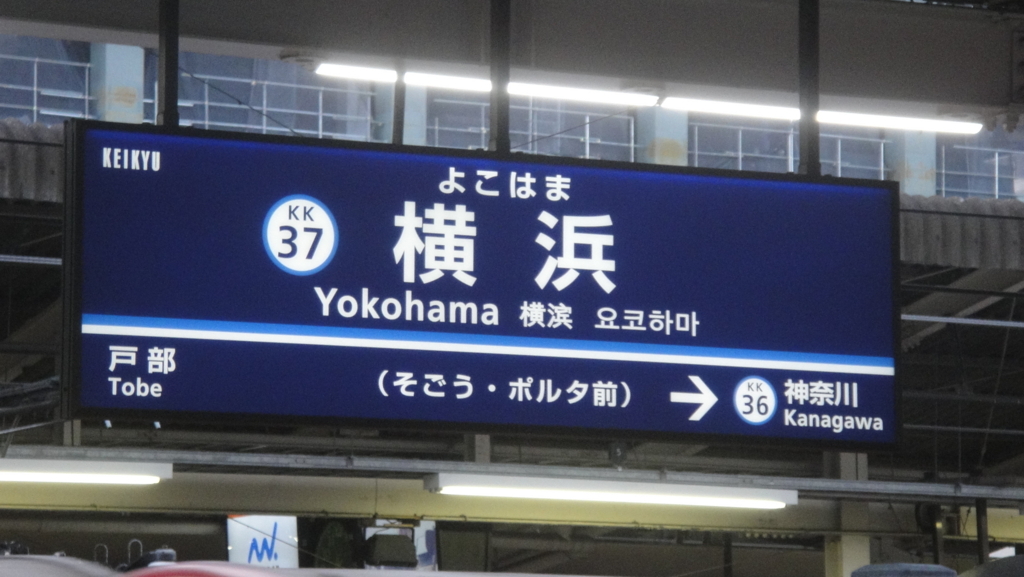 KEIKYU
よこはま
KK
37
横浜
Yokohama 横滨 요코하마
戸部
Tobe
(そごう・ポルタ前)
→
KK
36
神奈川
Kanagawa